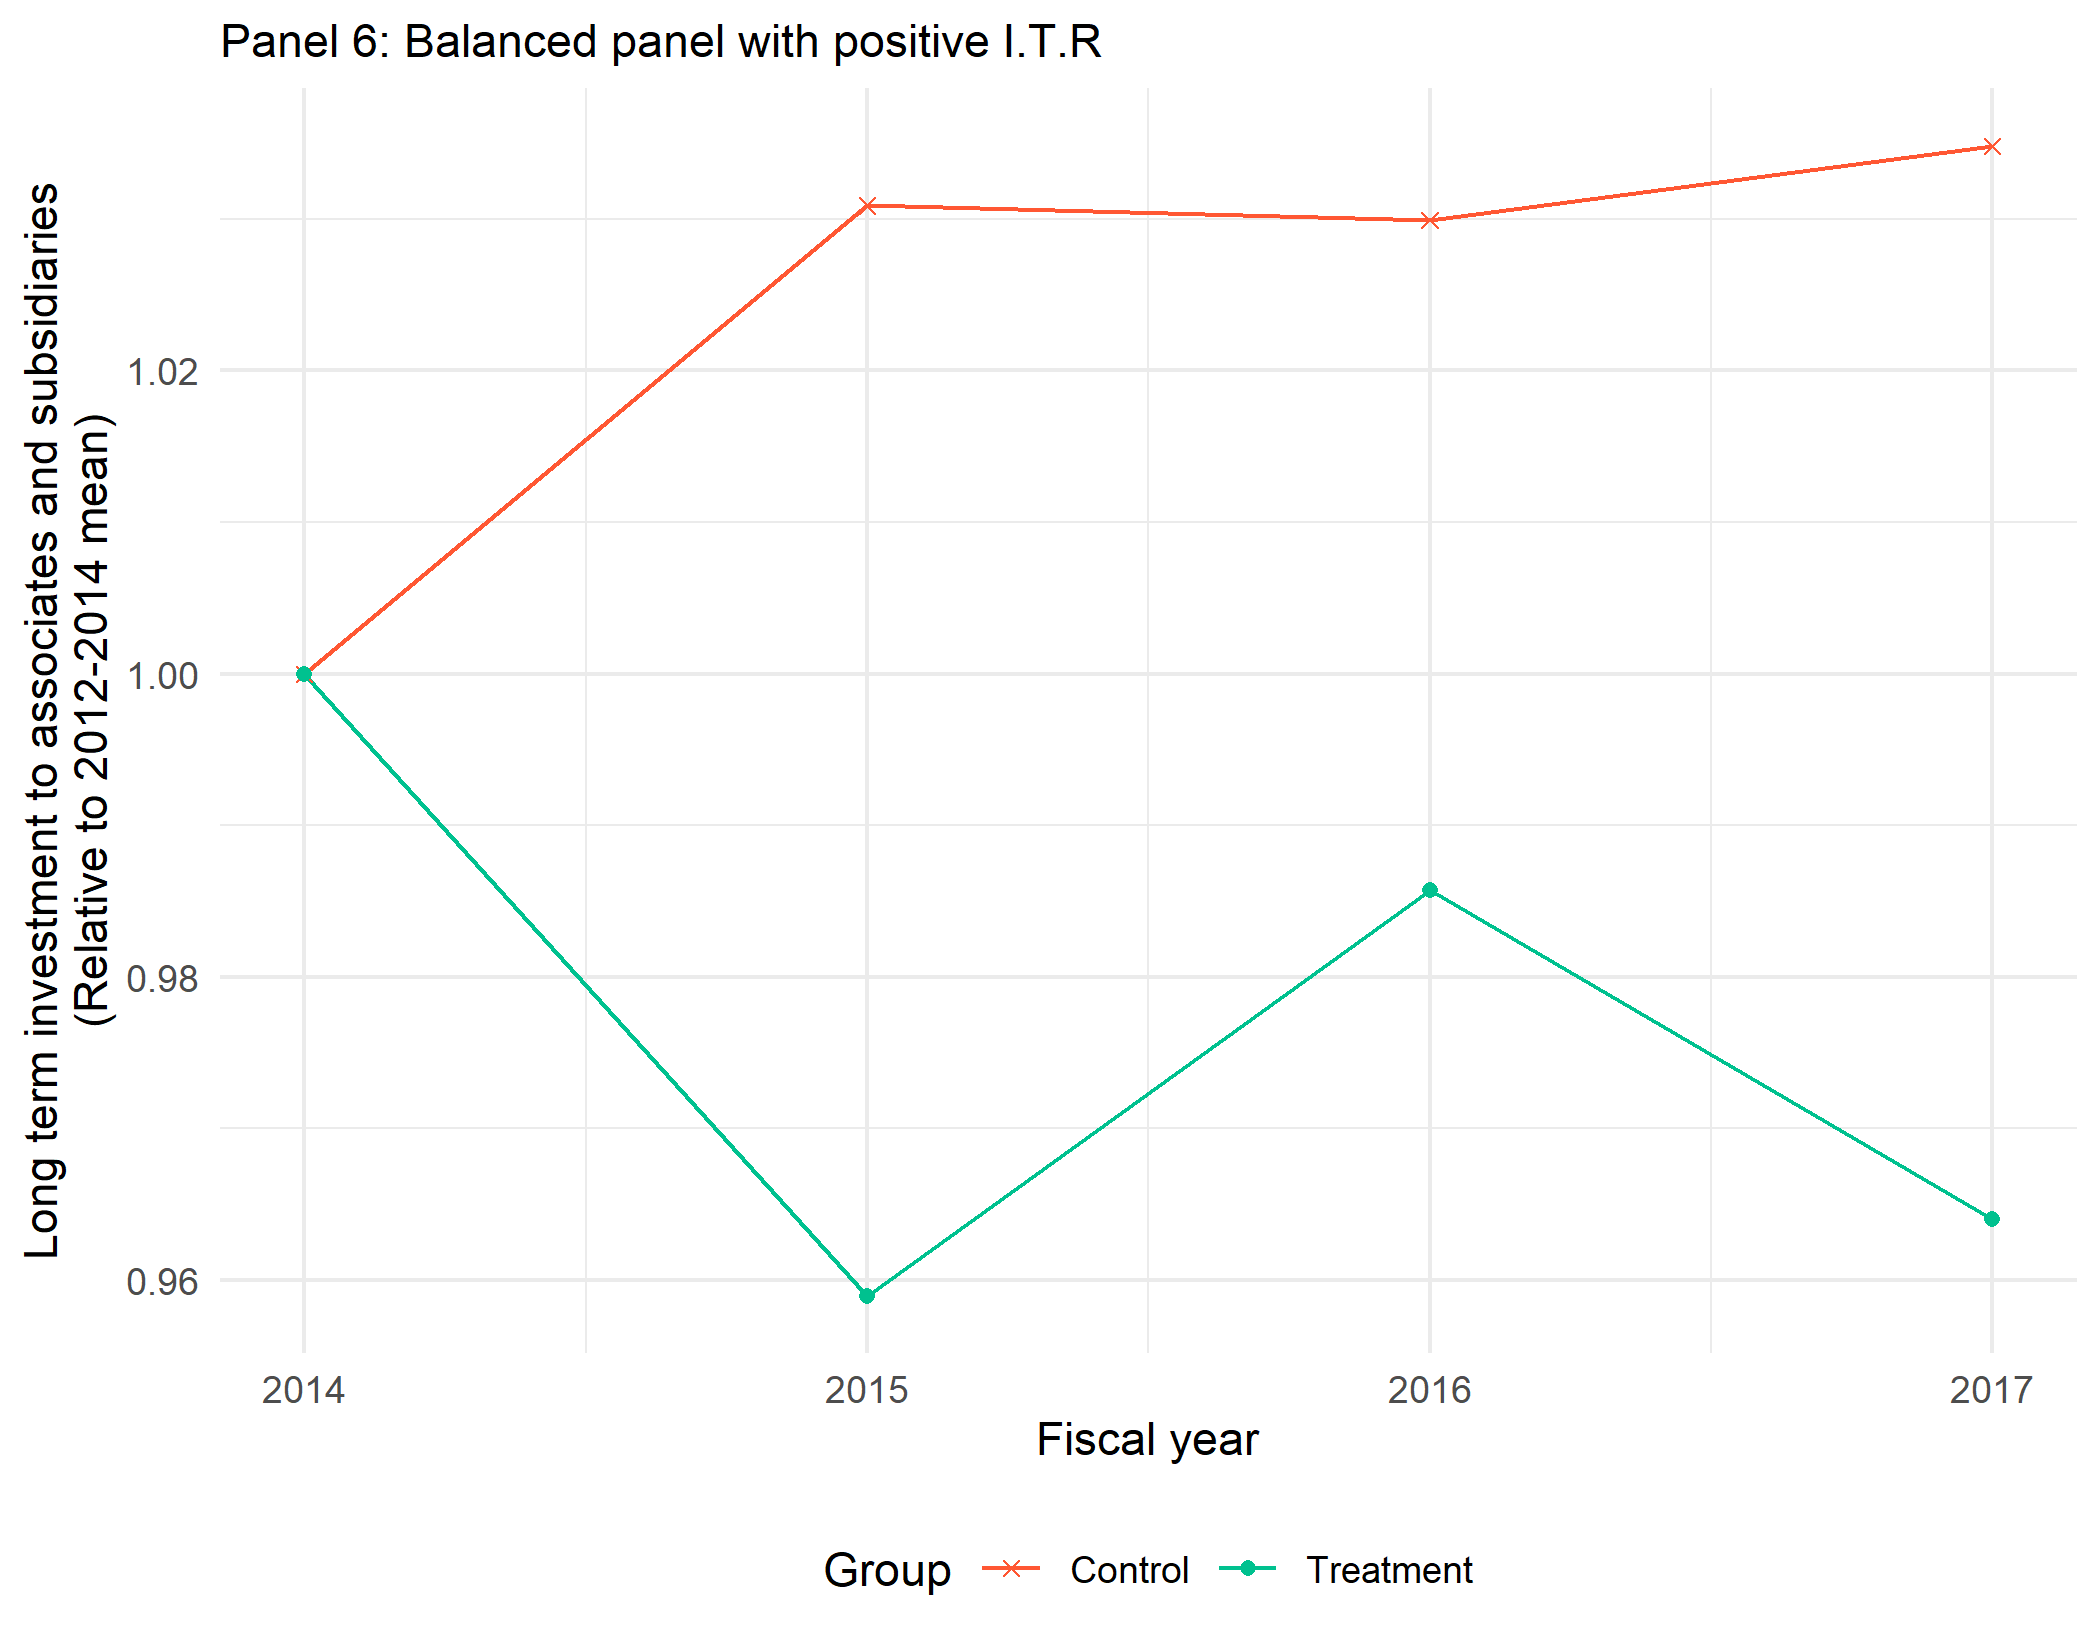 Panel 6: Balanced panel with positive I.T.R
Long term investment to associates and subsidiaries
(Relative to 2012-2014 mean)
1.02
1.00
0.98
0.96
2014
2015
2016
2017
Fiscal year
Group
Control
Treatment